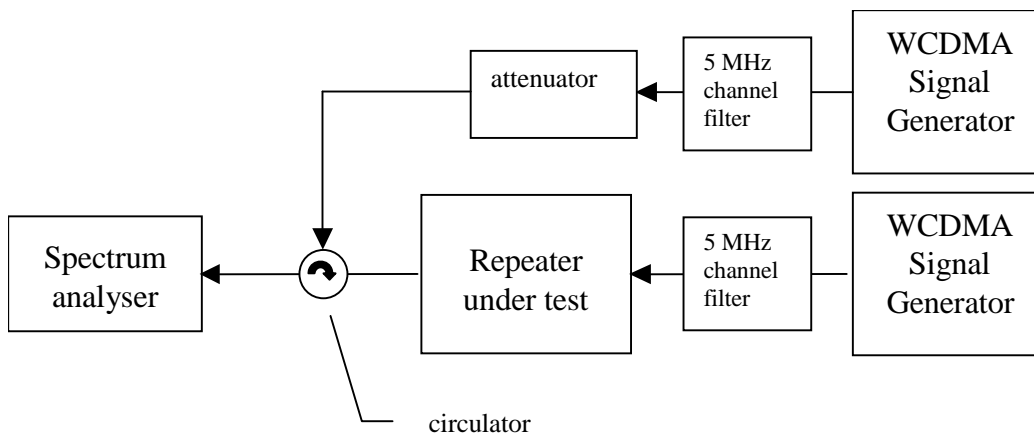 attenuator
5 MHz
channel
filter
WCDMA
Signal
Generator
Spectrum
analyser
Repeater
under test
5 MHz
channel
filter
WCDMA
Signal
Generator
circulator